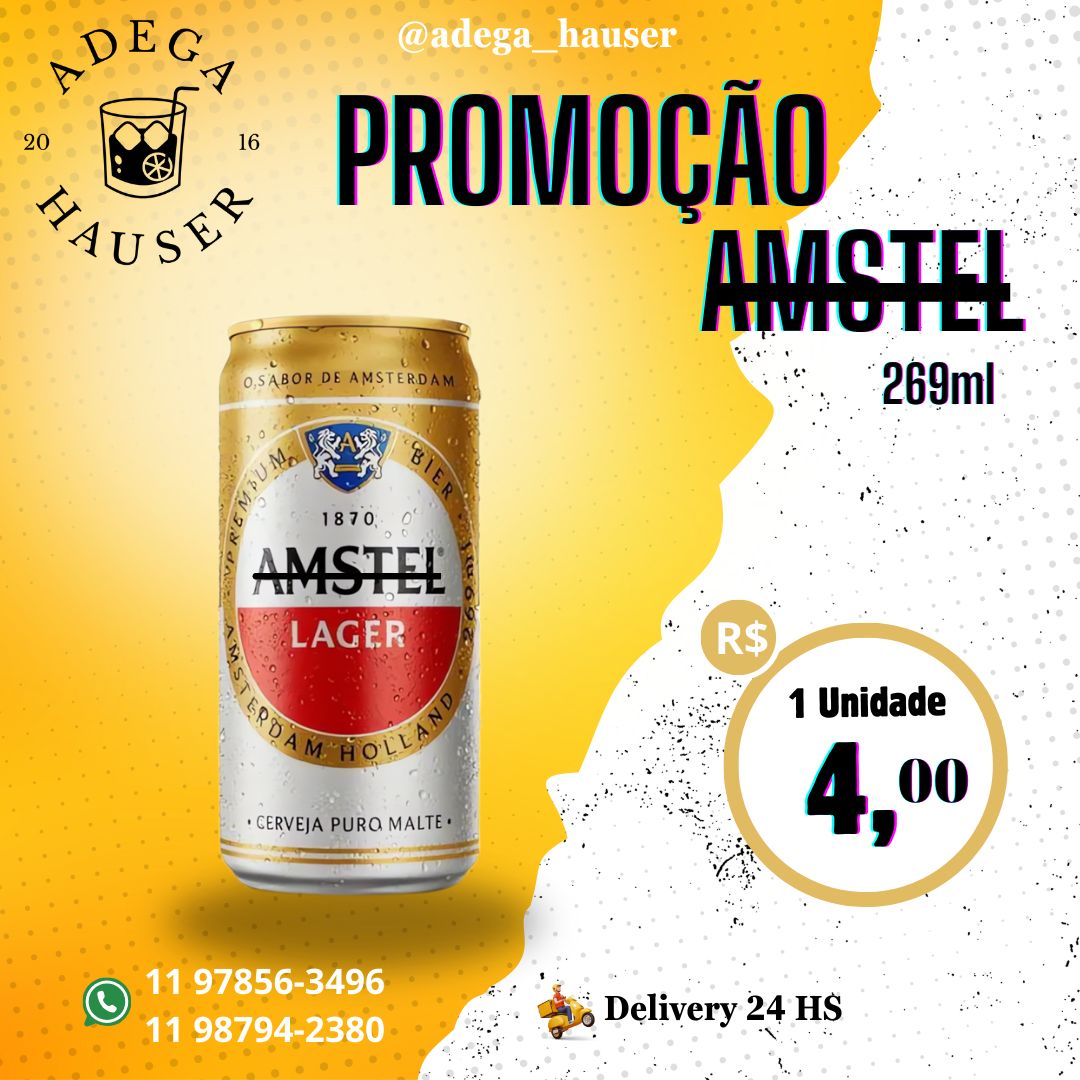 @adega_hauser
ADEGA
20 16
HAUSER
PROMOÇÃO
AMSTEL
269ml
O SABOR DE AMSTERDAM
PREMIUM BIER
A
1870
AMSTEL®
LAGER
AMSTERDAM HOLLAND
• CERVEJA PURO MALTE •
R$
1 Unidade
4,00
11 97856-3496
11 98794-2380
Delivery 24 HS